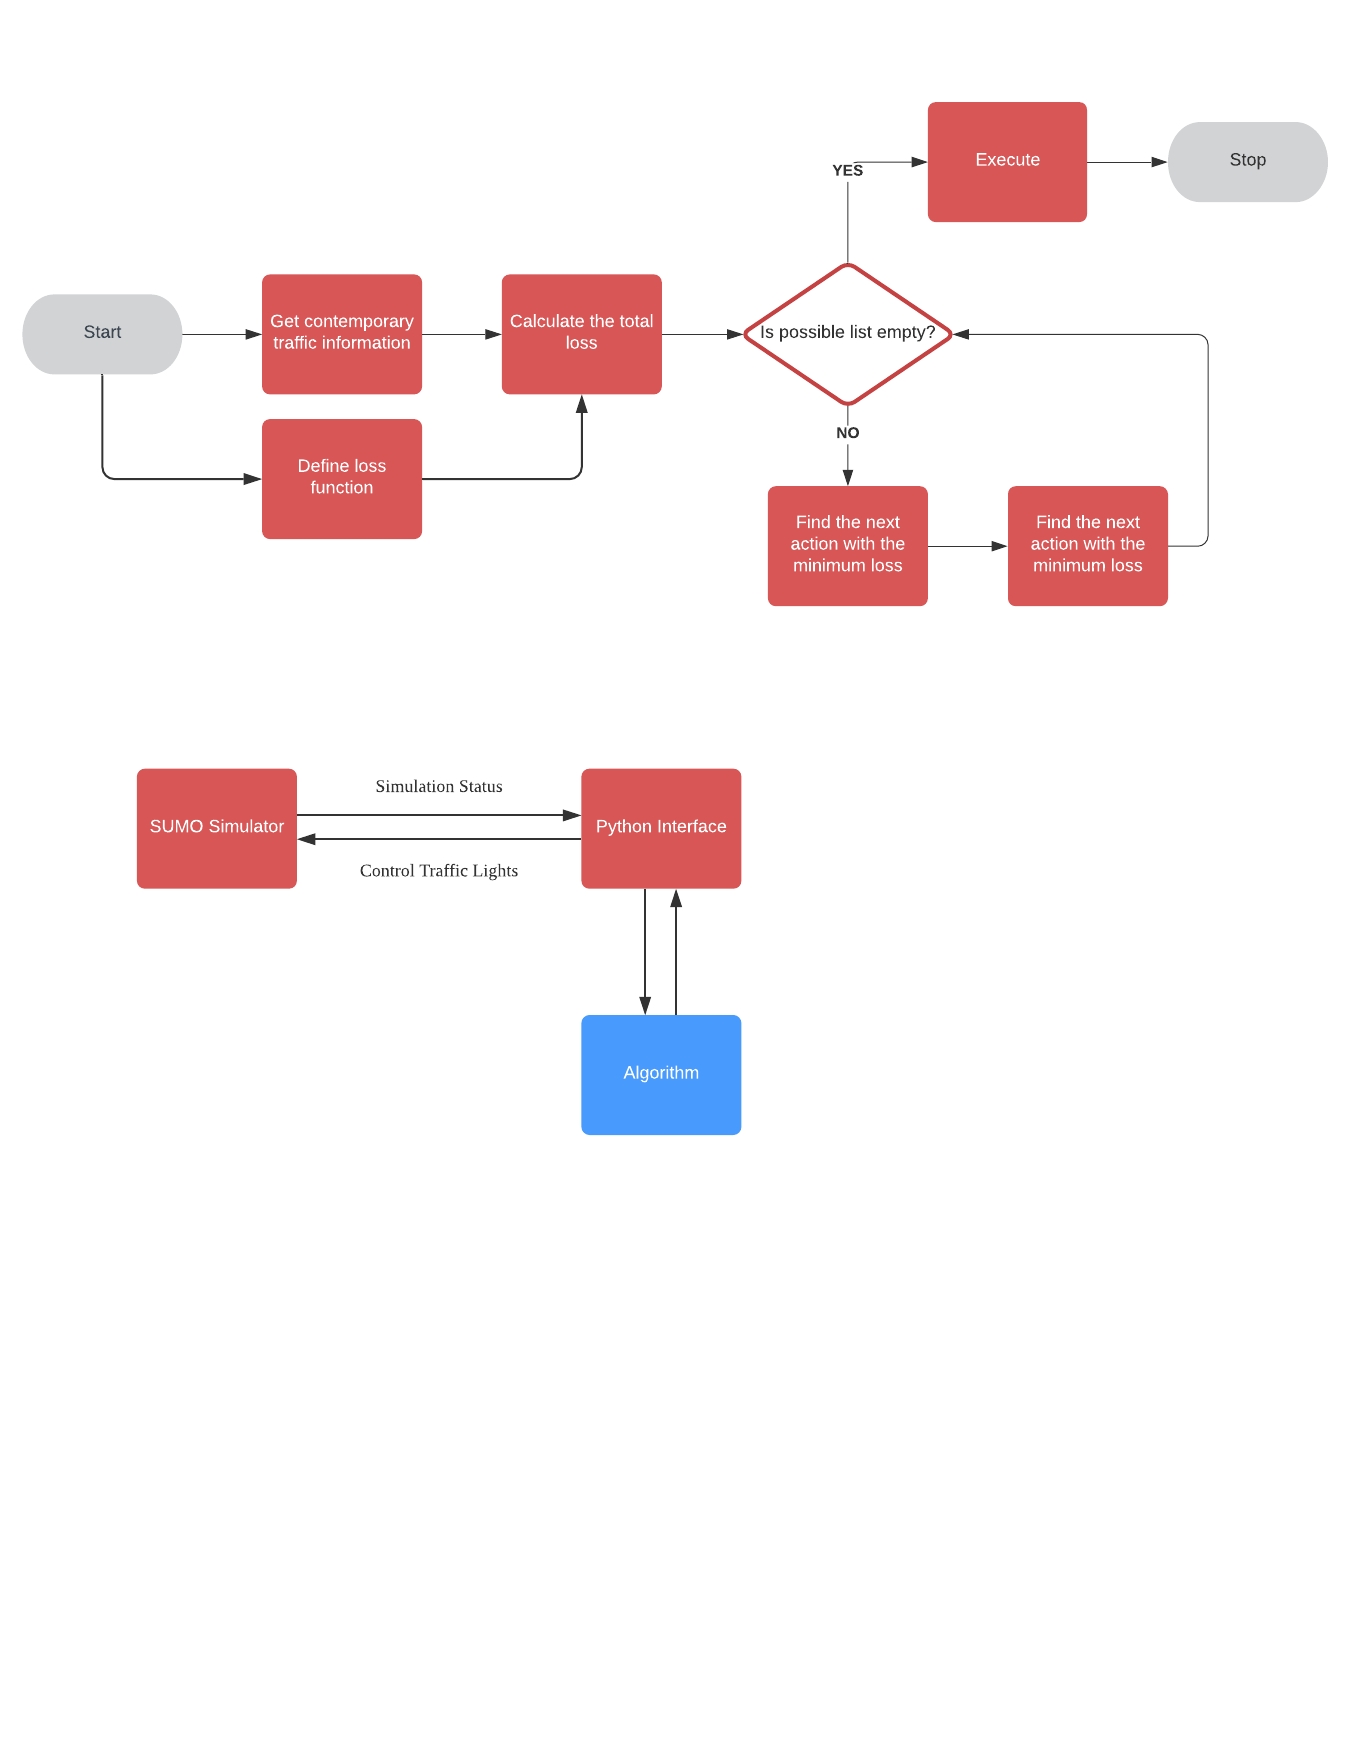 Execute
Stop
YES
Start
Get contemporary
traffic information
Calculate the total
loss
Is possible list empty?
NO
Define loss
function
Find the next
action with the
minimum loss
Find the next
action with the
minimum loss
Simulation Status
SUMO Simulator
Python Interface
Control Traffic Lights
Algorithm